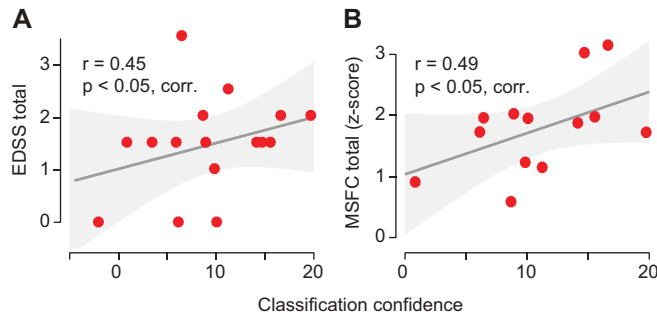 A
B
r = 0.45
p < 0.05, corr.
EDSS total
3
2
1
0
0
10
20
r = 0.49
p < 0.05, corr.
MSFC total (z-score)
3
2
1
0
0
10
20
Classification confidence